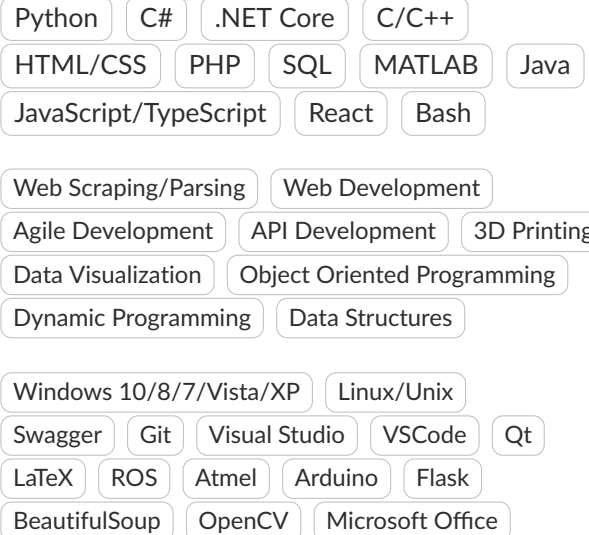 Python C# .NET Core C/C++
HTML/CSS PHP SQL MATLAB Java
JavaScript/TypeScript React Bash
Web Scraping/Parsing Web Development
Agile Development API Development 3D Printing
Data Visualization Object Oriented Programming
Dynamic Programming Data Structures
Windows 10/8/7/Vista/XP Linux/Unix
Swagger Git Visual Studio VSCode Qt
LaTeX ROS Atmel Arduino Flask
BeautifulSoup OpenCV Microsoft Office